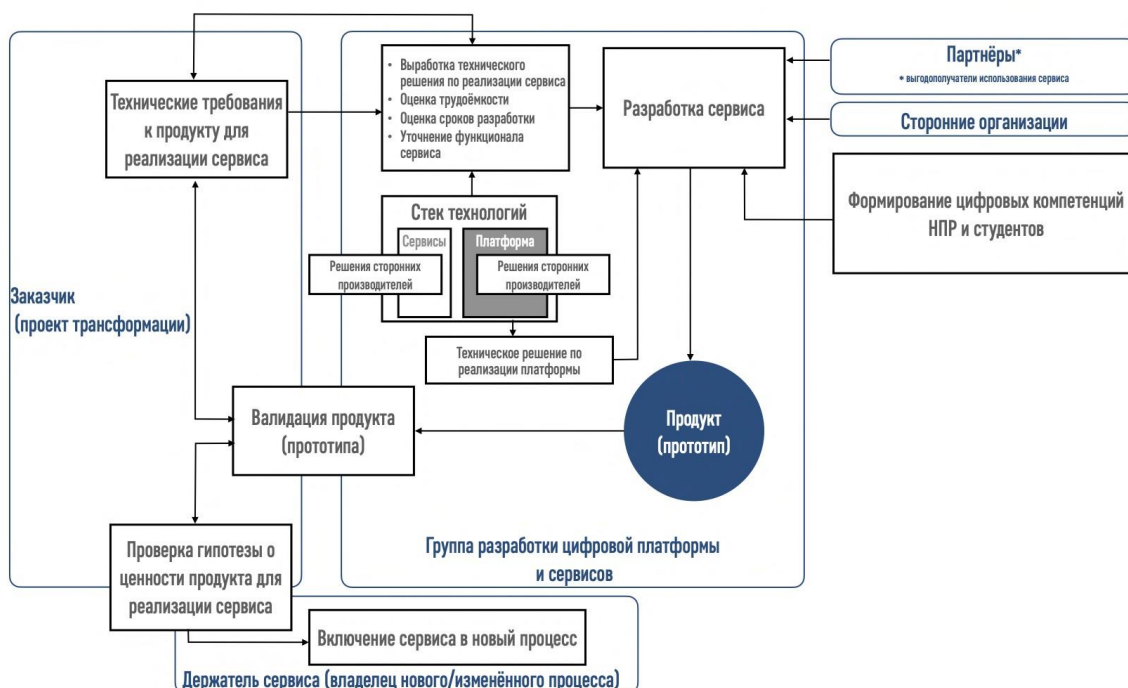 Технические требования
к продукту для
реализации сервиса
• Выработка технического
решения по реализации сервиса
• Оценка трудоёмкости
• Оценка сроков разработки
• Уточнение функционала
сервиса
Разработка сервиса
Партнёры*
* выгодополучатели использования сервиса
Сторонние организации
Формирование цифровых компетенций
НПР и студентов
Стек технологий
Сервисы
Платформа
Решения сторонних
производителей
Решения сторонних
производителей
Техническое решение по
реализации платформы
Заказчик
(проект трансформации)
Валидация продукта
(прототипа)
Продукт
(прототип)
Группа разработки цифровой платформы
и сервисов
Проверка гипотезы о
ценности продукта для
реализации сервиса
Включение сервиса в новый процесс
Держатель сервиса (владелец нового/изменённого процесса)